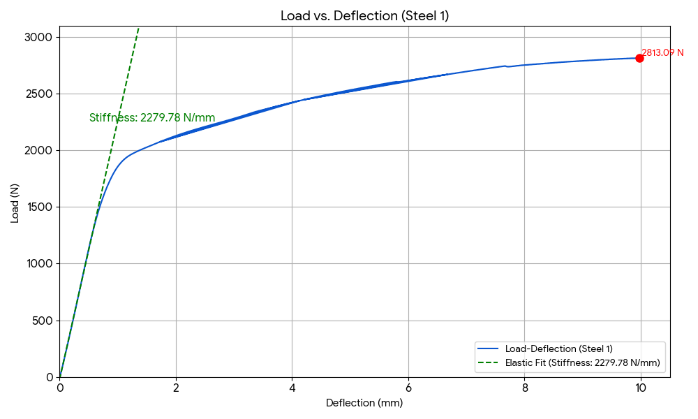 Load vs. Deflection (Steel 1)
3000
2813.09 N
2500
Stiffness: 2279.78 N/mm
2000
Load (N)
1500
1000
500
0
Load-Deflection (Steel 1)
Elastic Fit (Stiffness: 2279.78 N/mm)
0 2 4 6 8 10
Deflection (mm)